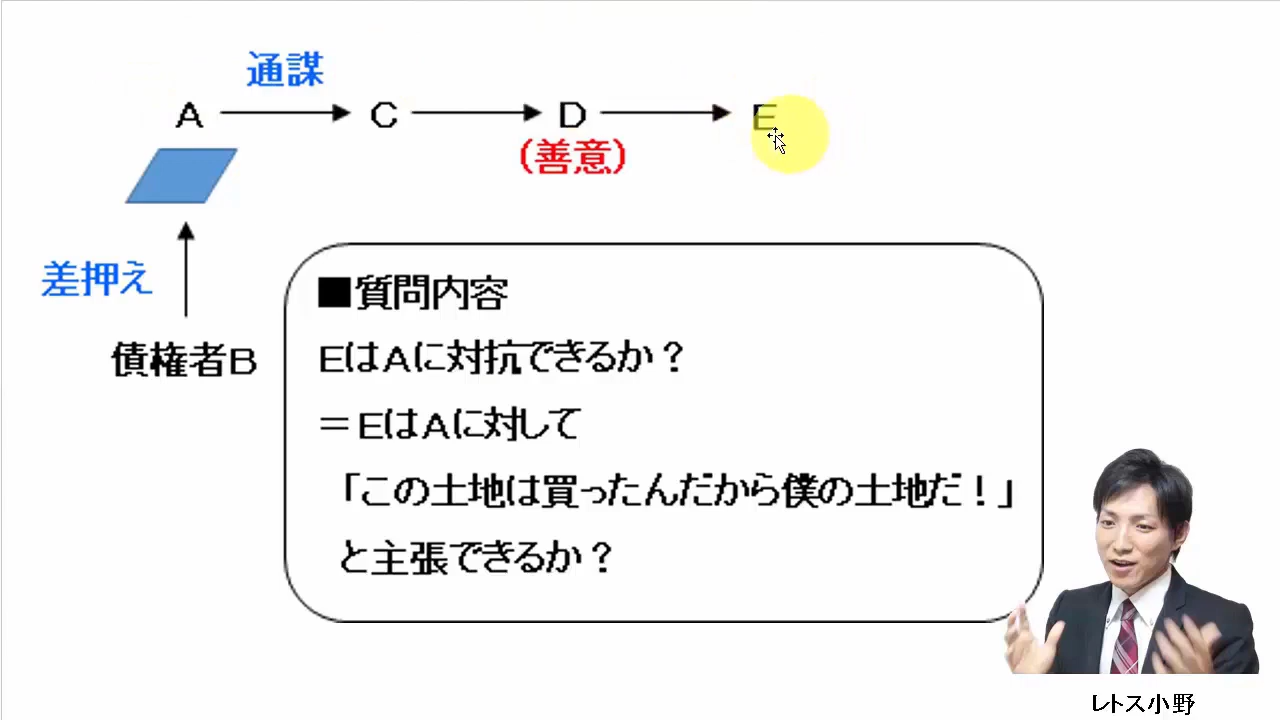 通謀
A C D E
(善意)
差押え
債権者B
■質問内容
EはAに対抗できるか？
＝EはAに対して
「この土地は買ったんだから僕の土地だ！」
と主張できるか？
レトス小野